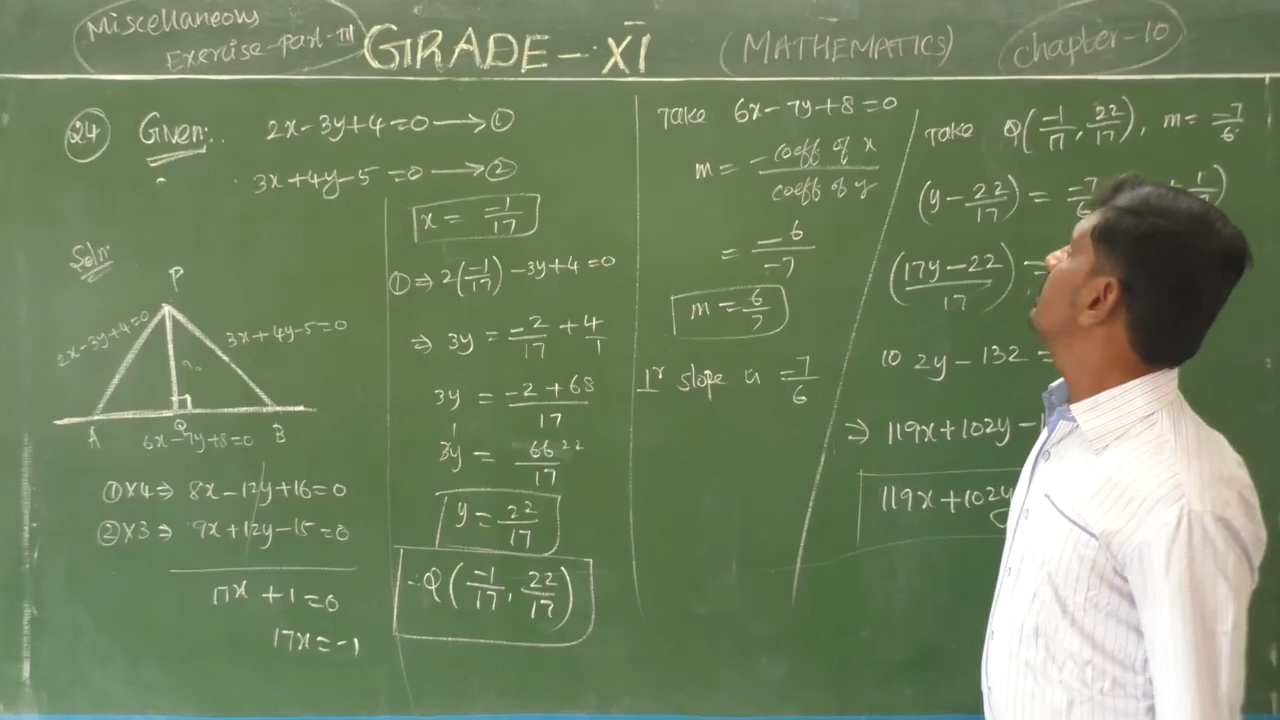 Miscellaneous
Exercise-part-III
GRADE-XI
(MATHEMATICS)
Chapter-10
24
Given:
2x-3y+4=0 → ①
3x+4y-5=0 → ②
Soln:
P
2x-3y+4=0
3x+4y-5=0
A
Q
B
6x-7y+8=0
①×4 ⇒ 8x-12y+16=0
②×3 ⇒ 9x+12y-15=0
17x+1=0
17x=-1
x = -1/17
① ⇒ 2(-1/17)-3y+4=0
⇒ 3y = -2/17 + 4/1
3y = -2+68/17
3y = 66/17
22
1
y = 22/17
∴ Q(-1/17, 22/17)
Take 6x-7y+8=0
m = -coeff of x/coeff of y
= -6/-7
m = 6/7
⊥r slope is -7/6
Take Q(-1/17, 22/17), m = -7/6
(y-22/17) = -7/6
(17y-22/17) =
102y-132 =
⇒ 119x+102y-
119x+102y